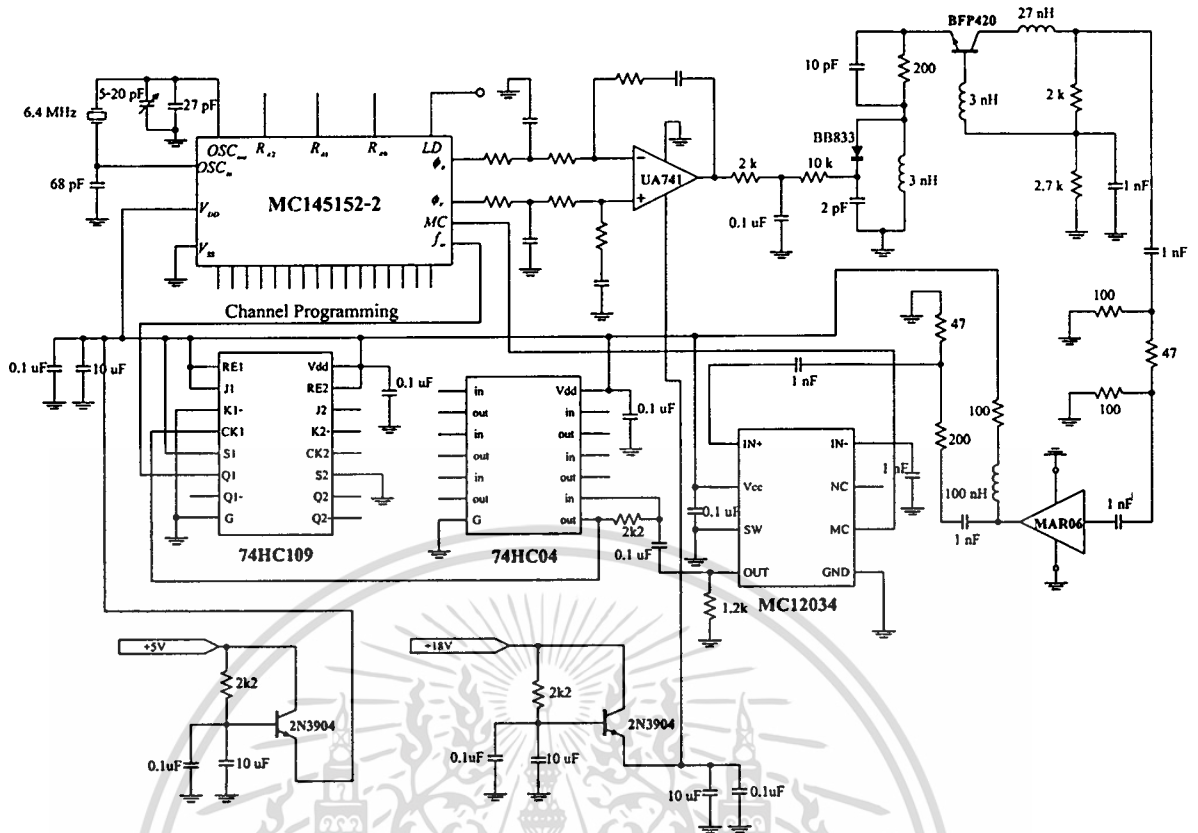 BFP420
27 nH
10 pF
200
2 k
3 nH
5-20 pF
27 pF
6.4 MHz
68 pF
OSCout
OSCin
VDD
VSS
LD
MC
MC145152-2
Channel Programming
UA741
2 k
10 k
0.1 uF
BB833
2 pF
3 nH
2.7 k
1 nF
1 nF
100
47
100
0.1 uF
10 uF
RE1
J1
K1-
CK1
S1
Q1
Q1-
G
Vdd
RE2
J2
K2-
CK2
S2
Q2
Q2-
0.1 uF
74HC109
in
out
in
out
in
out
G
Vdd
in
out
in
out
in
out
0.1 uF
2k2
0.1 uF
74HC04
1.2k
47
1 nF
200
100
100 nH
1 nF
IN+
Vcc
SW
OUT
IN-
NC
MC
GND
0.1 uF
1 nF
MC12034
MAR06
1 nF
+5V
2k2
2N3904
0.1uF
10 uF
+18V
2k2
2N3904
0.1uF
10 uF
10 uF
0.1uF